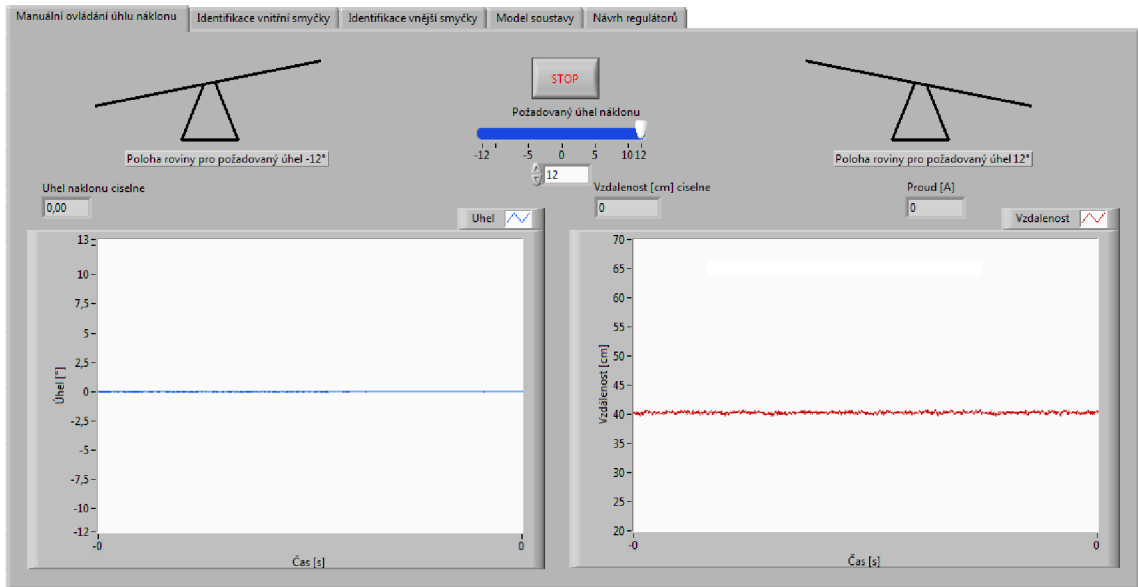 Manuální ovládání úhlu náklonu
Identifikace vnitřní smyčky
Identifikace vnější smyčky
Model soustavy
Návrh regulátorů
STOP
Požadovaný úhel náklonu
-12 -5 0 5 10 12
12
Poloha roviny pro požadovaný úhel -12°
Poloha roviny pro požadovaný úhel 12°
Uhel naklonu ciselne
0,00
Vzdalenost [cm] ciselne
0
Proud [A]
0
Uhel
Vzdalenost
Úhel [°]
13
10
7,5
5
2,5
0
-2,5
-5
-7,5
-10
-12
-0 0
Čas [s]
Vzdálenost [cm]
70
65
60
55
50
45
40
35
30
25
20
-0 0
Čas [s]